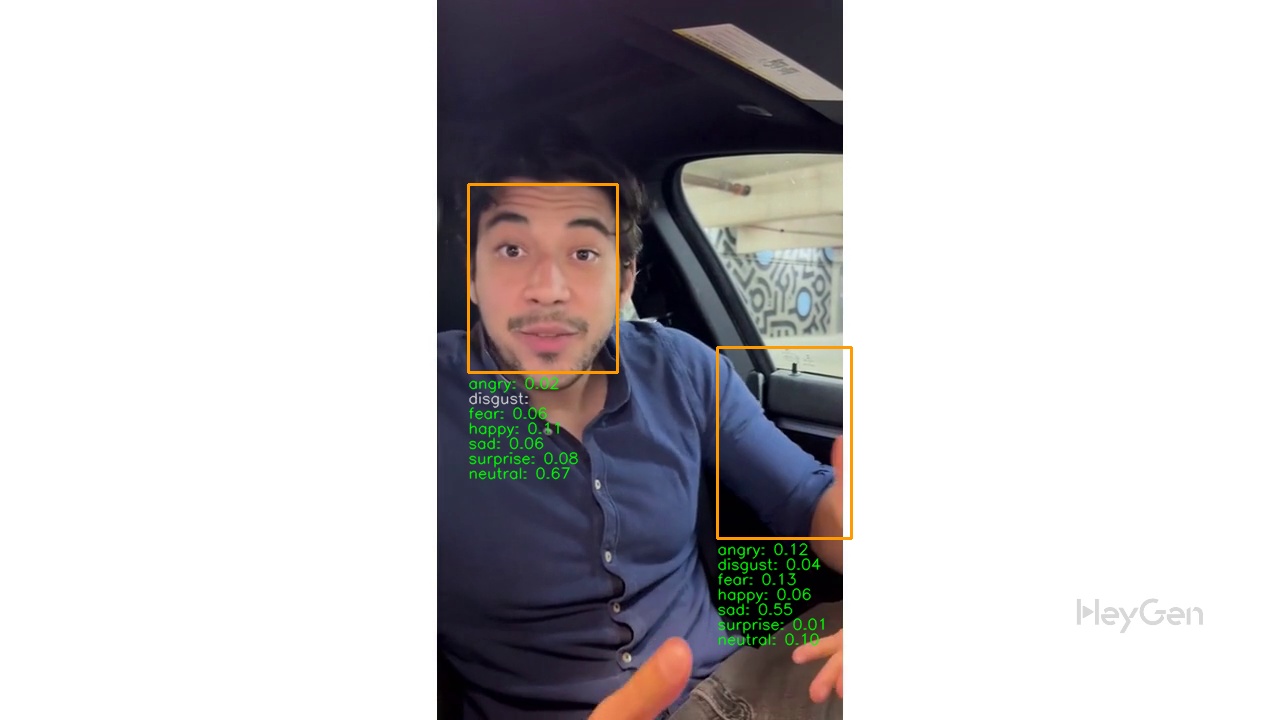 angry: 0.02
disgust:
fear: 0.06
happy: 0.11
sad: 0.06
surprise: 0.08
neutral: 0.67
angry: 0.12
disgust: 0.04
fear: 0.13
happy: 0.06
sad: 0.55
surprise: 0.01
neutral: 0.10
HeyGen